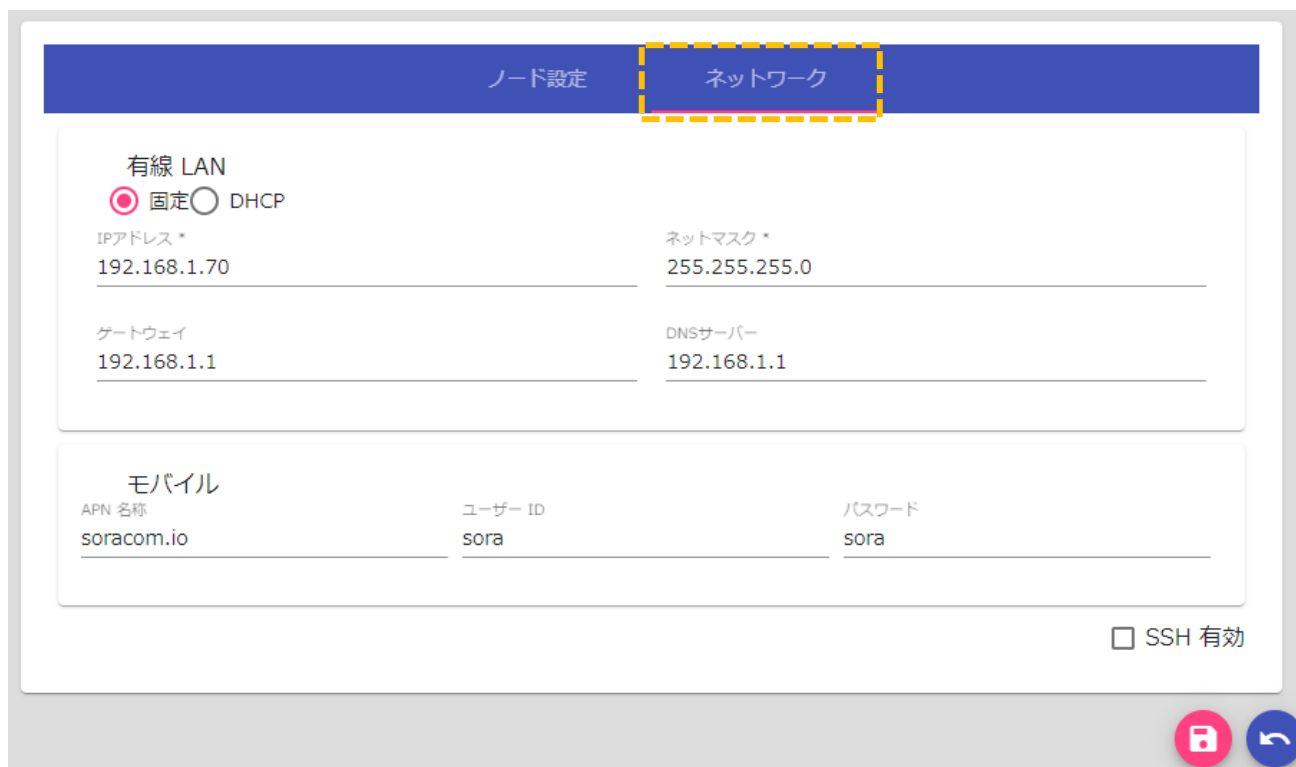 ノード設定 ネットワーク
有線 LAN
固定 DHCP
IPアドレス * ネットマスク *
192.168.1.70 255.255.255.0
ゲートウェイ DNSサーバー
192.168.1.1 192.168.1.1
モバイル
APN 名称 ユーザー ID パスワード
soracom.io sora sora
SSH 有効